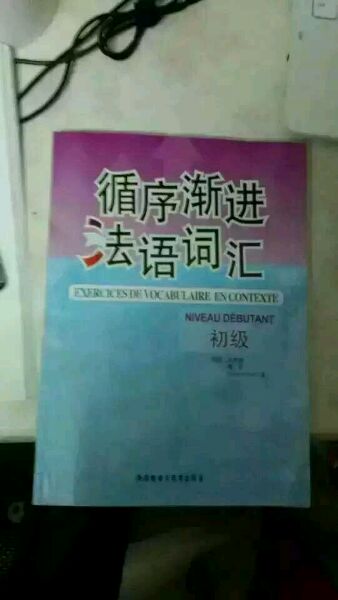 循序渐进
法语词汇
EXERCICES DE VOCABULAIRE EN CONTEXTE
NIVEAU DÉBUTANT
初级